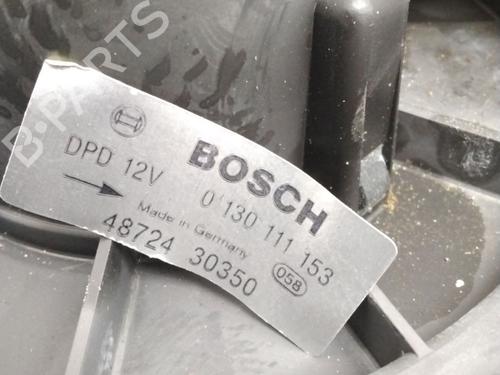 B-PARTS
BOSCH
DPD 12V 0 130 111 153
Made in Germany
48724 30350 058